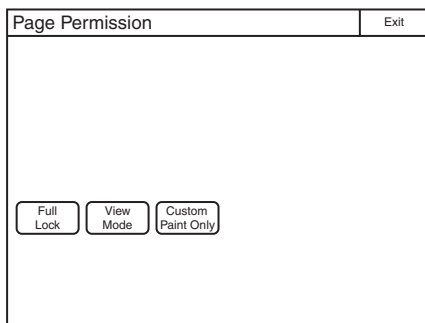 Page Permission
Exit
Full
Lock
View
Mode
Custom
Paint Only